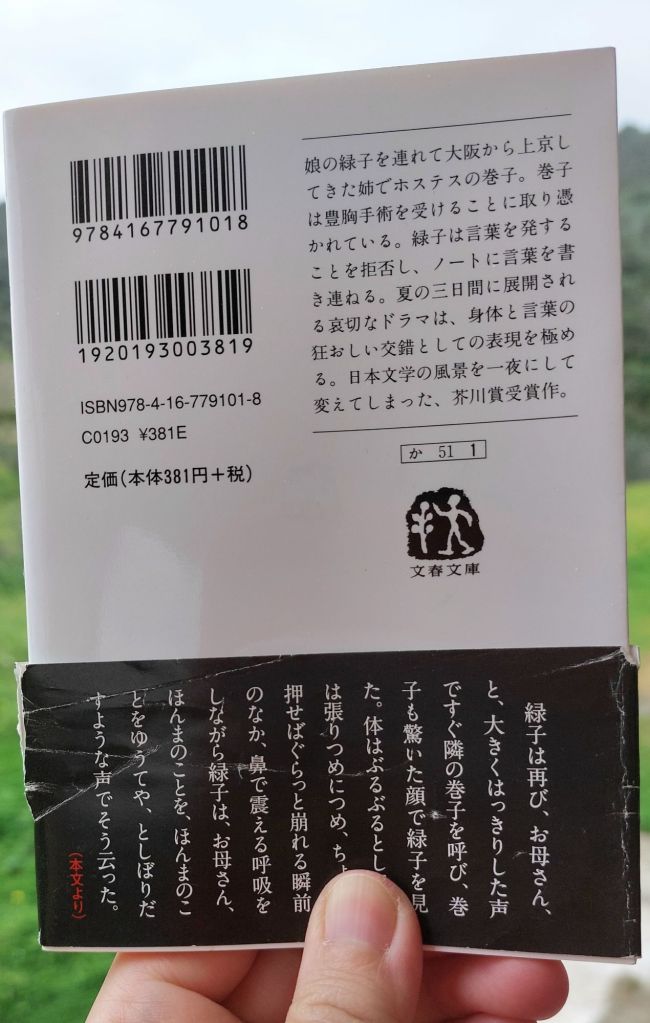 9784167791018
1920193003819
ISBN978-4-16-779101-8
C0193 ¥381E
定価(本体381円+税)
娘の緑子を連れて大阪から上京し
てきた姉でホステスの巻子。巻子
は豊胸手術を受けることに取り憑
かれている。緑子は言葉を発する
ことを拒否し、ノートに言葉を書
き連ねる。夏の三日間に展開され
る哀切なドラマは、身体と言葉の
狂おしい交錯としての表現を極め
る。日本文学の風景を一夜にして
変えてしまった、芥川賞受賞作。
か 51 1
文春文庫
緑子は再び、お母さん、
と、大きくはっきりした声
ですぐ隣の巻子を呼び、巻
子も驚いた顔で緑子を見
た。体はぶるぶるとし
は張りつめにつめ、ちょ
押せばぐらっと崩れる瞬前
のなか、鼻で震える呼吸を
しながら緑子は、お母さん、
ほんまのことを、ほんまのこ
とをゆうてや、としぼりだ
すような声でそう云った。
(本文より)